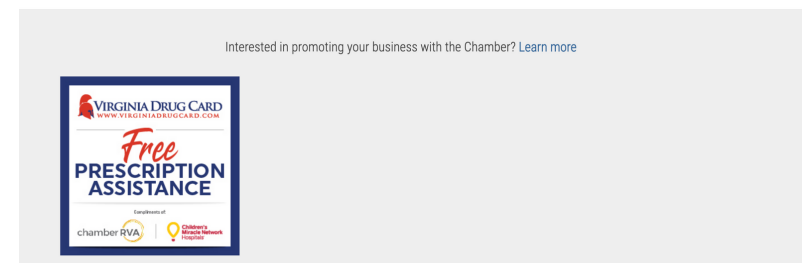 Interested in promoting your business with the Chamber? Learn more
VIRGINIA DRUG CARD
WWW.VIRGINIADRUGCARD.COM
Free
PRESCRIPTION
ASSISTANCE
Compliments of:
chamber RVA
Children's
Miracle Network
Hospitals